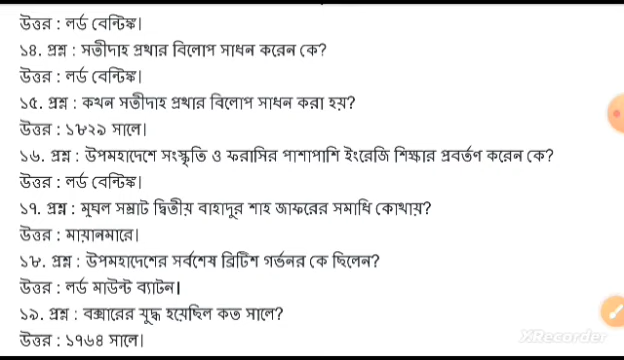 উত্তর : লর্ড বেন্টিঙ্ক।
১৪. প্রশ্ন : সতীদাহ প্রথার বিলোপ সাধন করেন কে?
উত্তর : লর্ড বেন্টিঙ্ক।
১৫. প্রশ্ন : কখন সতীদাহ প্রথার বিলোপ সাধন করা হয়?
উত্তর : ১৮২৯ সালে।
১৬. প্রশ্ন : উপমহাদেশে সংস্কৃতি ও ফরাসির পাশাপাশি ইংরেজি শিক্ষার প্রবর্তণ করেন কে?
উত্তর : লর্ড বেন্টিঙ্ক।
১৭. প্রশ্ন : মূঘল সম্রাট দ্বিতীয় বাহাদুর শাহ জাফরের সমাধি কোথায়?
উত্তর : মায়ানমারে।
১৮. প্রশ্ন : উপমহাদেশের সর্বশেষ ব্রিটিশ গর্ভনর কে ছিলেন?
উত্তর : লর্ড মাউন্ট ব্যাটন।
১৯. প্রশ্ন : বক্সারের যুদ্ধ হয়েছিল কত সালে?
উত্তর : ১৭৬৪ সালে।
XRecorder